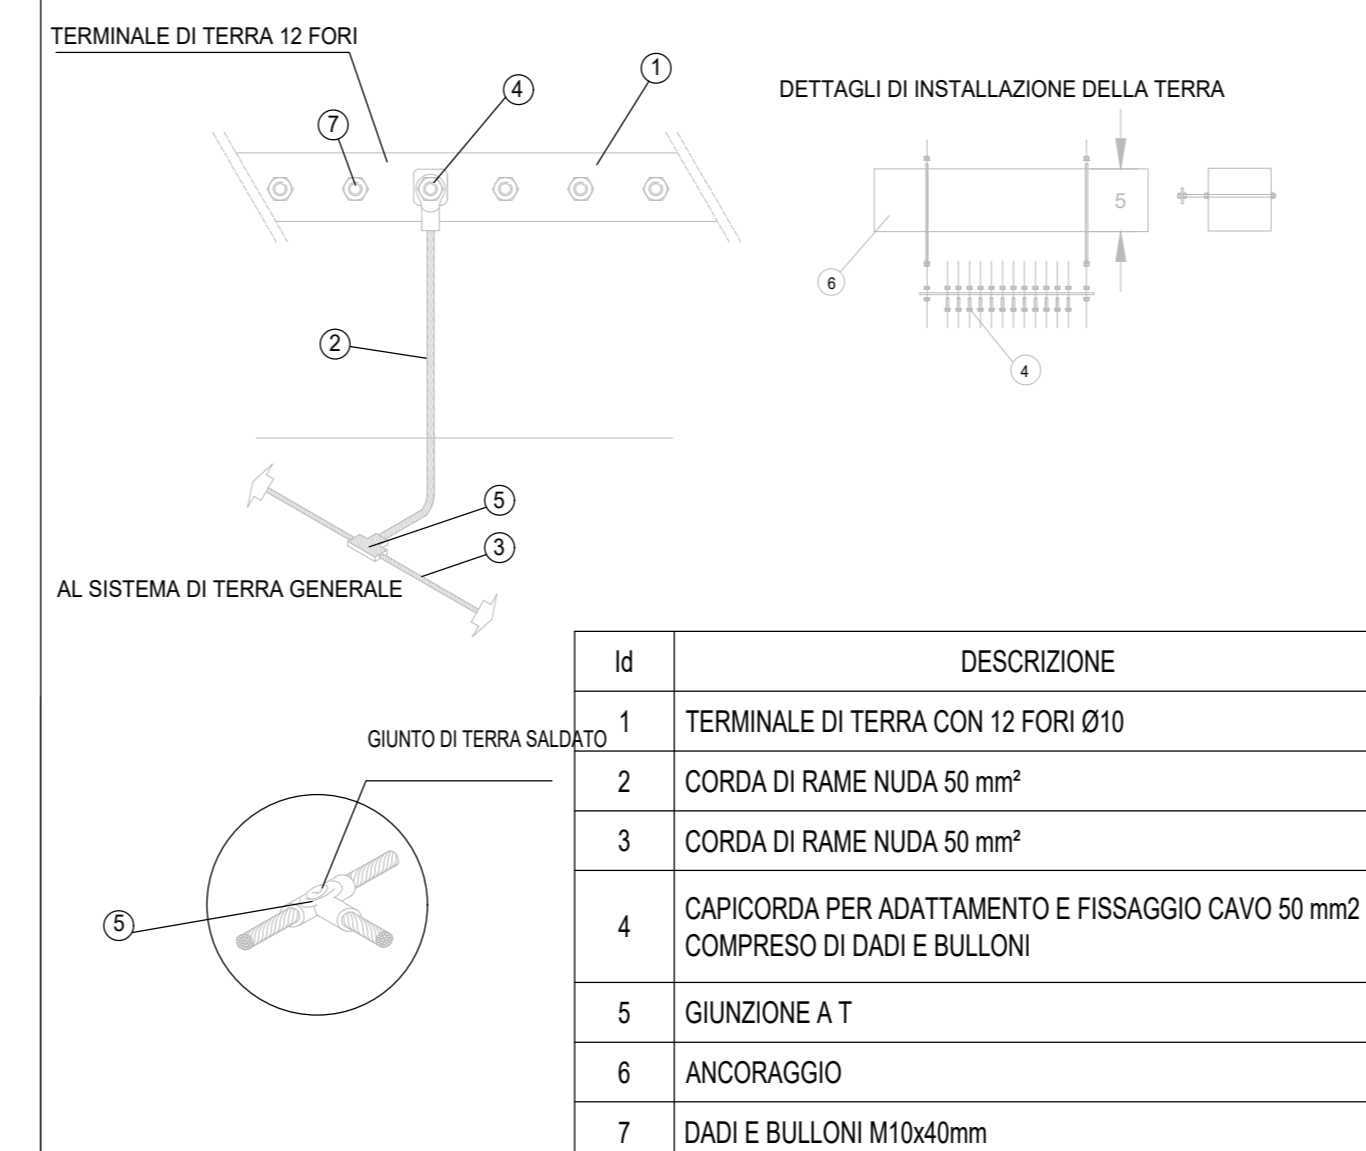 TERMINALE DI TERRA 12 FORI
1
4
7
DETTAGLI DI INSTALLAZIONE DELLA TERRA
5
6
4
2
5
3
AL SISTEMA DI TERRA GENERALE
GIUNTO DI TERRA SALDATO
5
Id DESCRIZIONE
1 TERMINALE DI TERRA CON 12 FORI Ø10
2 CORDA DI RAME NUDA 50 mm²
3 CORDA DI RAME NUDA 50 mm²
4 CAPICORDA PER ADATTAMENTO E FISSAGGIO CAVO 50 mm2
COMPRESO DI DADI E BULLONI
5 GIUNZIONE A T
6 ANCORAGGIO
7 DADI E BULLONI M10x40mm